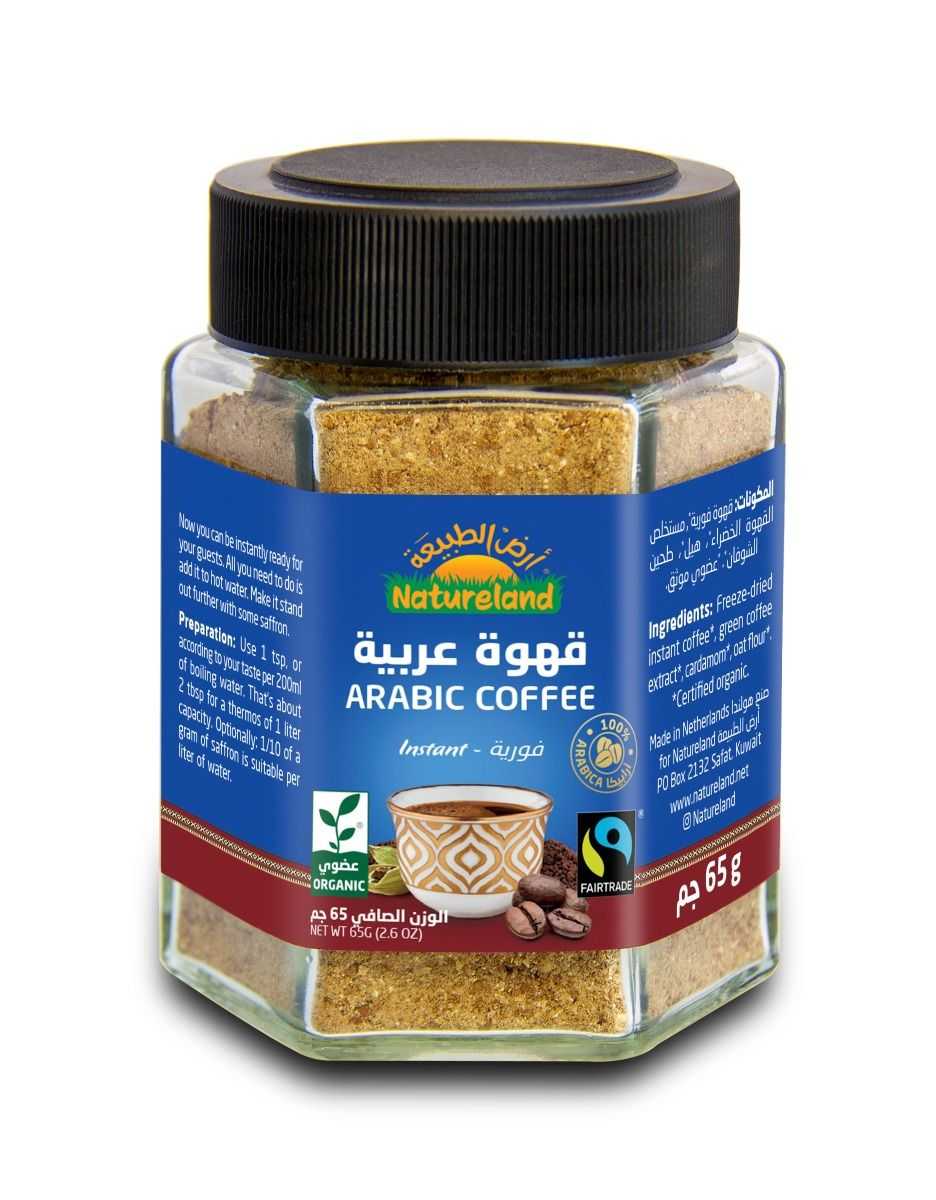 Now you can be instantly ready for
your guests. All you need to do is
add it to hot water. Make it stand
out further with some saffron.
Preparation: Use 1 tsp, or
according to your taste per 200ml
of boiling water. That's about
2 tbsp for a thermos of 1 liter
capacity. Optionally: 1/10 of a
gram of saffron is suitable per
liter of water.
أرض الطبيعة
Natureland
قهوة عربية
ARABIC COFFEE
Instant - فورية
100%
ARABICA أرابيكا
®
عضوي
ORGANIC
®
FAIRTRADE
الوزن الصافي 65 جم
NET WT 65G (2.6 OZ)
المكونات: قهوة فورية*, مستخلص
القهوة الخضراء*, هيل*, طحين
الشوفان*. *عضوي موثق.
Ingredients: Freeze-dried
instant coffee*, green coffee
extract*, cardamom*, oat flour*.
*Certified organic.
Made in Netherlands صنع هولندا
for Natureland أرض الطبيعة
PO Box 2132 Safat, Kuwait
www.natureland.net
Natureland
65 g جم